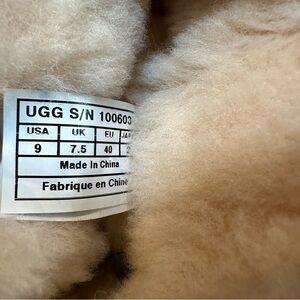 UGG S/N 100603
USA UK EU
9 7.5 40
Made In China
Fabrique en Chine